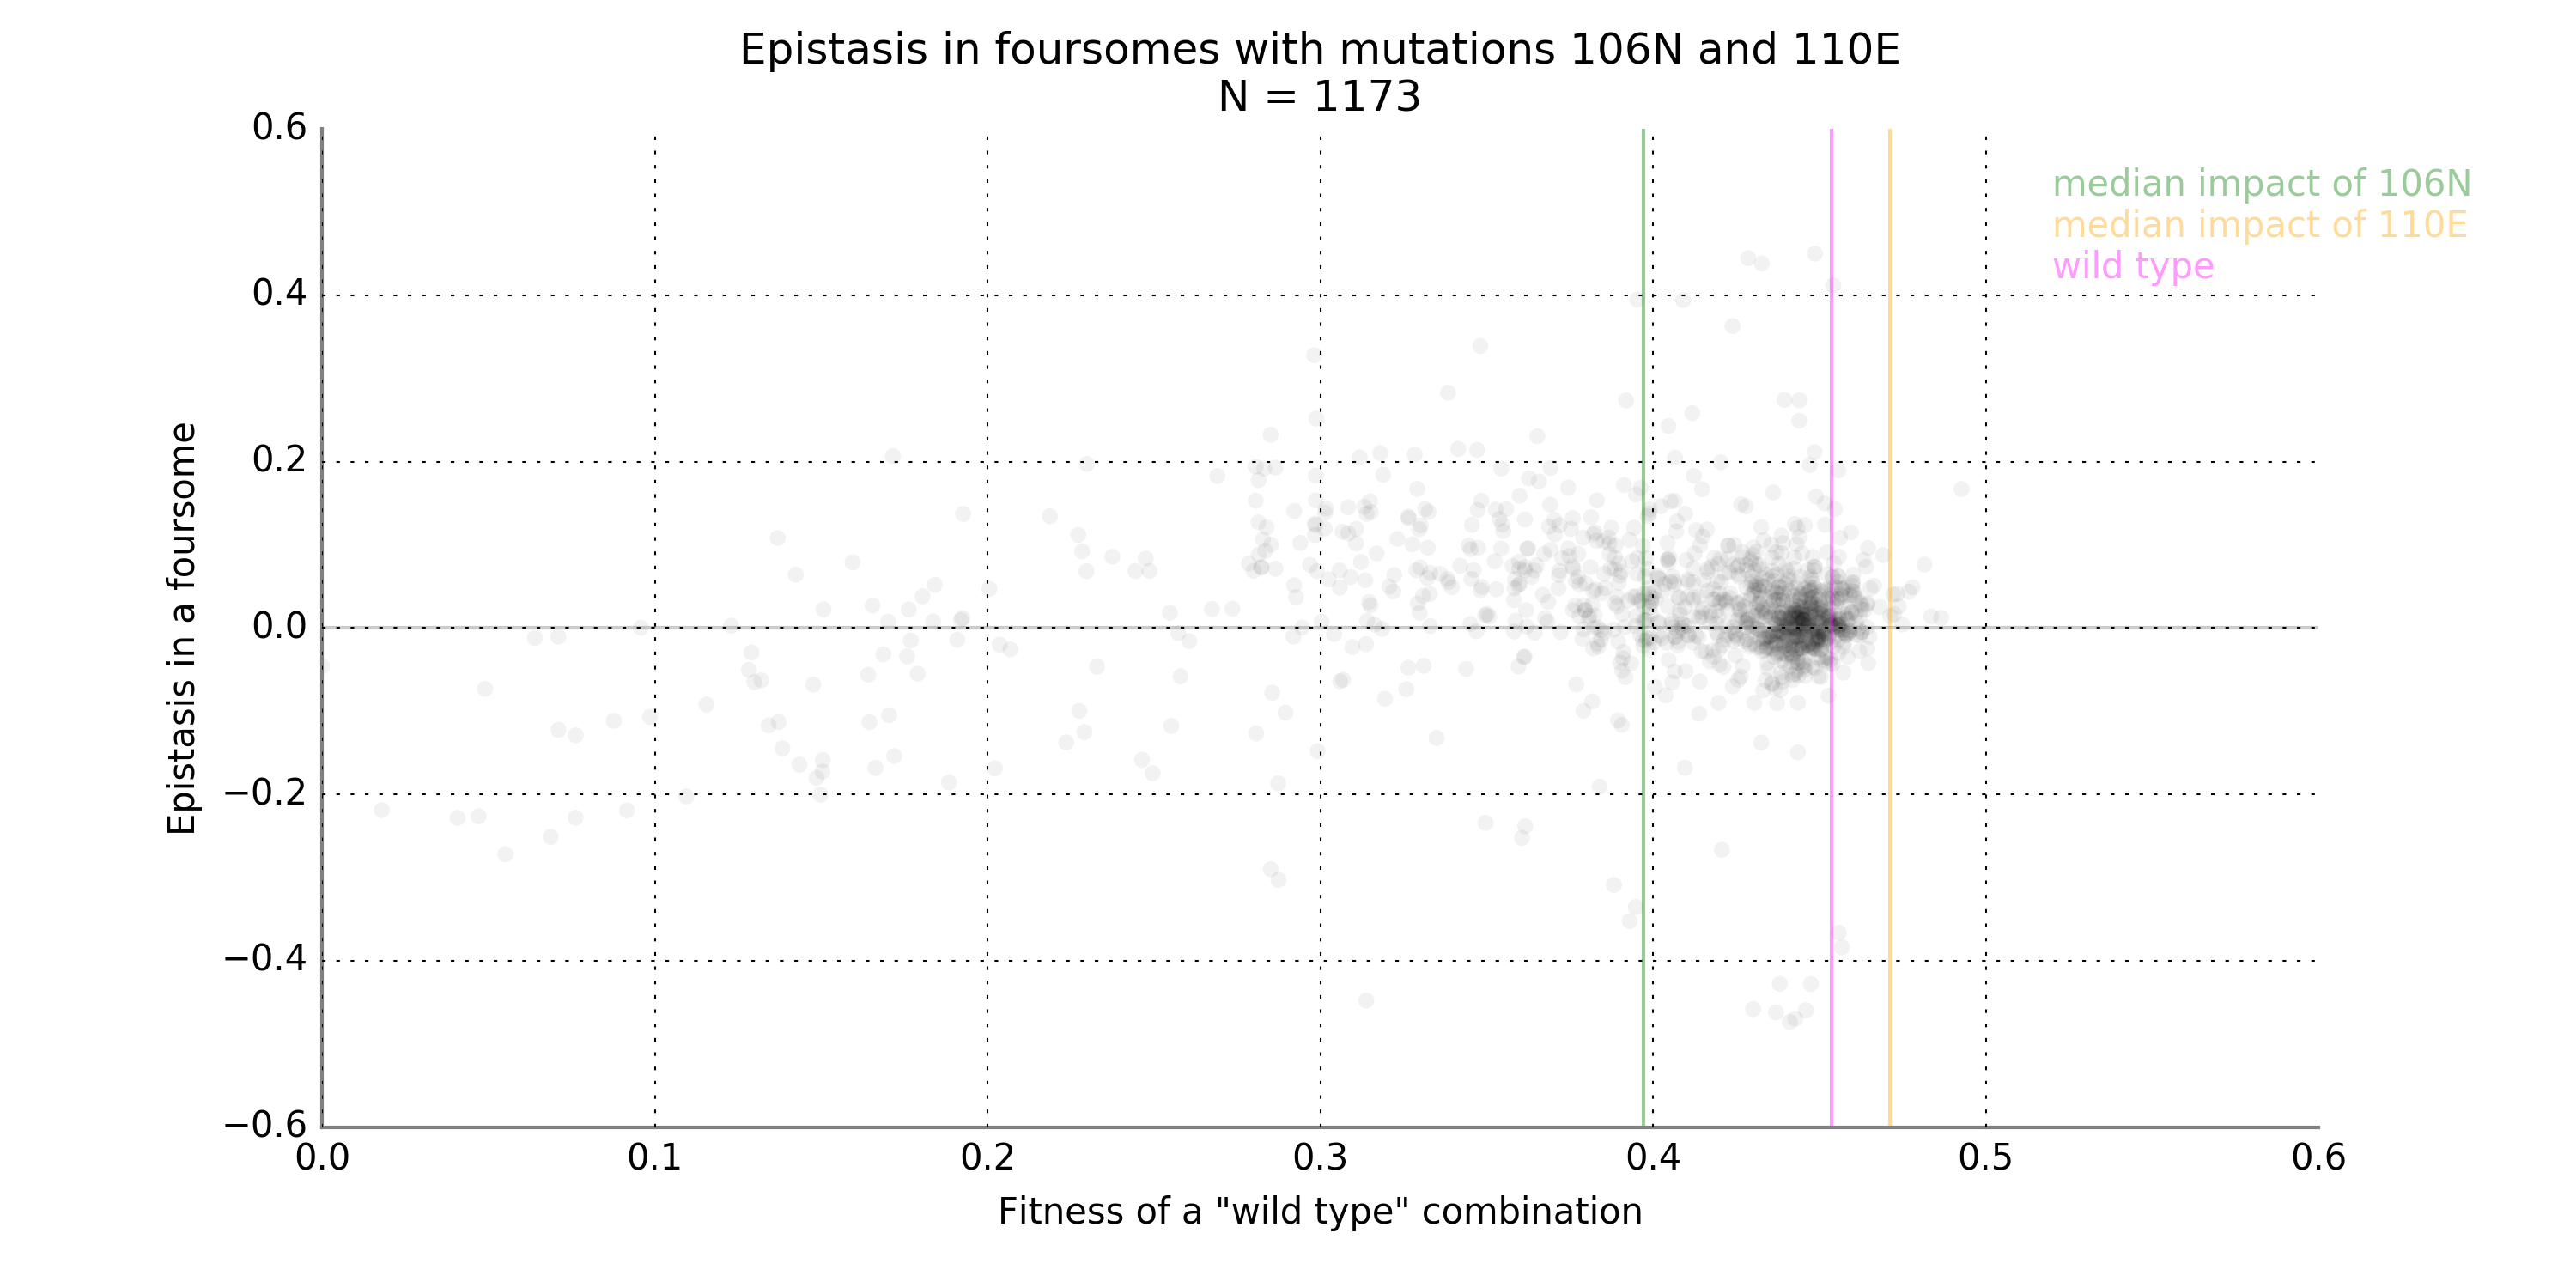 Epistasis in foursomes with mutations 106N and 110E
N = 1173
0.6
0.4
0.2
0.0
−0.2
−0.4
−0.6
Epistasis in a foursome
median impact of 106N
median impact of 110E
wild type
0.0 0.1 0.2 0.3 0.4 0.5 0.6
Fitness of a "wild type" combination